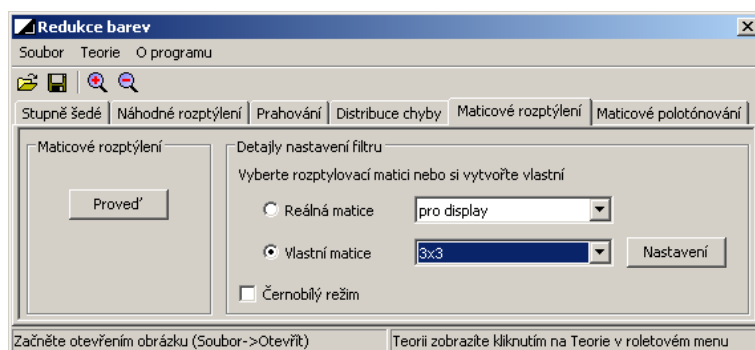 Redukce barev
Soubor Teorie O programu
Stupně šedé Náhodné rozptýlení Prahování Distribuce chyby Maticové rozptýlení Maticové polotónování
Maticové rozptýlení
Proveď
Detajly nastavení filtru
Vyberte rozptylovací matici nebo si vytvořte vlastní
Reálná matice pro display
Vlastní matice 3x3 Nastavení
Černobílý režim
Začněte otevřením obrázku (Soubor->Otevřít) Teorii zobrazíte kliknutím na Teorie v roletovém menu